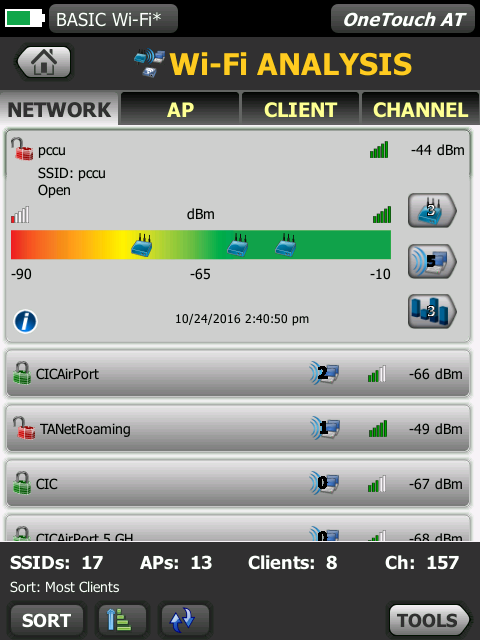 BASIC Wi-Fi*
OneTouch AT
Wi-Fi ANALYSIS
NETWORK AP CLIENT CHANNEL
pccu -44 dBm
SSID: pccu
Open
dBm
3
5
-90 -65 -10
3
10/24/2016 2:40:50 pm
CICAirPort 2 -66 dBm
TANetRoaming 1 -49 dBm
CIC 0 -67 dBm
CICAirPort 5 GH 0 -68 dBm
SSIDs: 17 APs: 13 Clients: 8 Ch: 157
Sort: Most Clients
SORT TOOLS